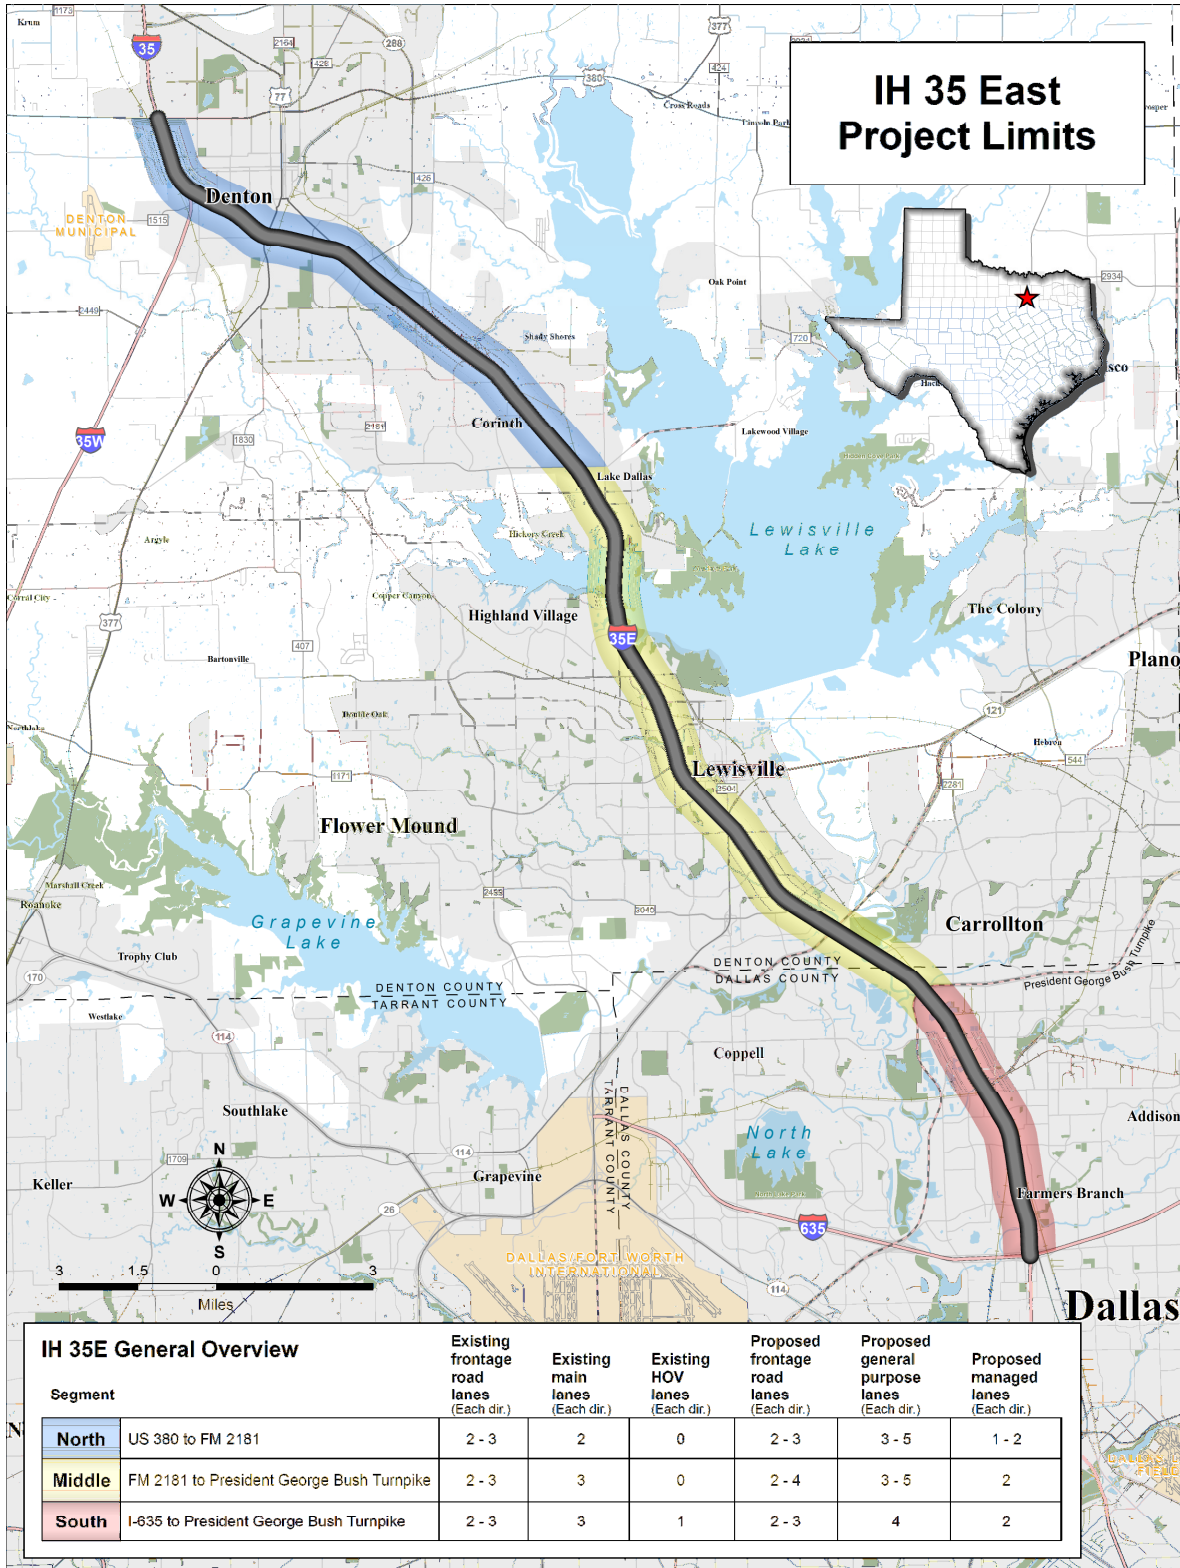 1173
Krum
35
2164
288
428
77
377
424
380
Cross Roads
IH 35 East
Project Limits
Denton
426
DENTON
MUNICIPAL
1515
2449
Oak Point
2934
Shady Shores
720
Corinth
35W
1830
2181
Lakewood Village
Hidden Cove Park
Lake Dallas
Lewisville
Lake
Hickory Creek
Argyle
Corral City
Copper Canyon
Highland Village
The Colony
377
35E
407
Bartonville
Plano
Double Oak
121
Northlake
Hebron
544
1171
Lewisville
2281
Flower Mound
Marshall Creek
Roanoke
2499
3040
Grapevine
Lake
Carrollton
Trophy Club
DENTON COUNTY
DALLAS COUNTY
President George Bush Turnpike
170
DENTON COUNTY
TARRANT COUNTY
Westlake
114
Coppell
Southlake
DALLAS COUNTY
TARRANT COUNTY
Addison
North
Lake
North Lake Park
N
114
1709
Keller
W
E
Grapevine
Farmers Branch
26
635
S
DALLAS/FORT WORTH
INTERNATIONAL
3 1.5 0 3
Miles
114
Dallas
IH 35E General Overview
Segment
Existing frontage road lanes (Each dir.)
Existing main lanes (Each dir.)
Existing HOV lanes (Each dir.)
Proposed frontage road lanes (Each dir.)
Proposed general purpose lanes (Each dir.)
Proposed managed lanes (Each dir.)
North US 380 to FM 2181 2 - 3 2 0 2 - 3 3 - 5 1 - 2
Middle FM 2181 to President George Bush Turnpike 2 - 3 3 0 2 - 4 3 - 5 2
South I-635 to President George Bush Turnpike 2 - 3 3 1 2 - 3 4 2